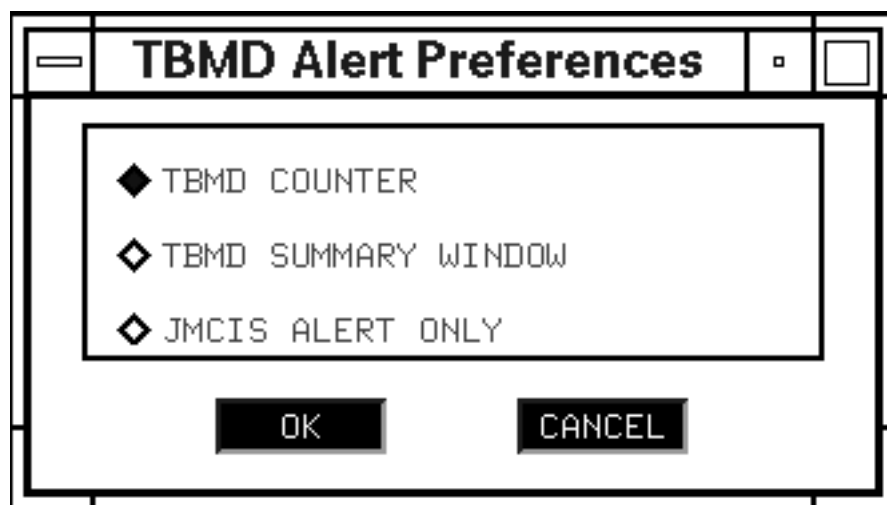 TBMD Alert Preferences
TBMD COUNTER
TBMD SUMMARY WINDOW
JMCIS ALERT ONLY
OK CANCEL